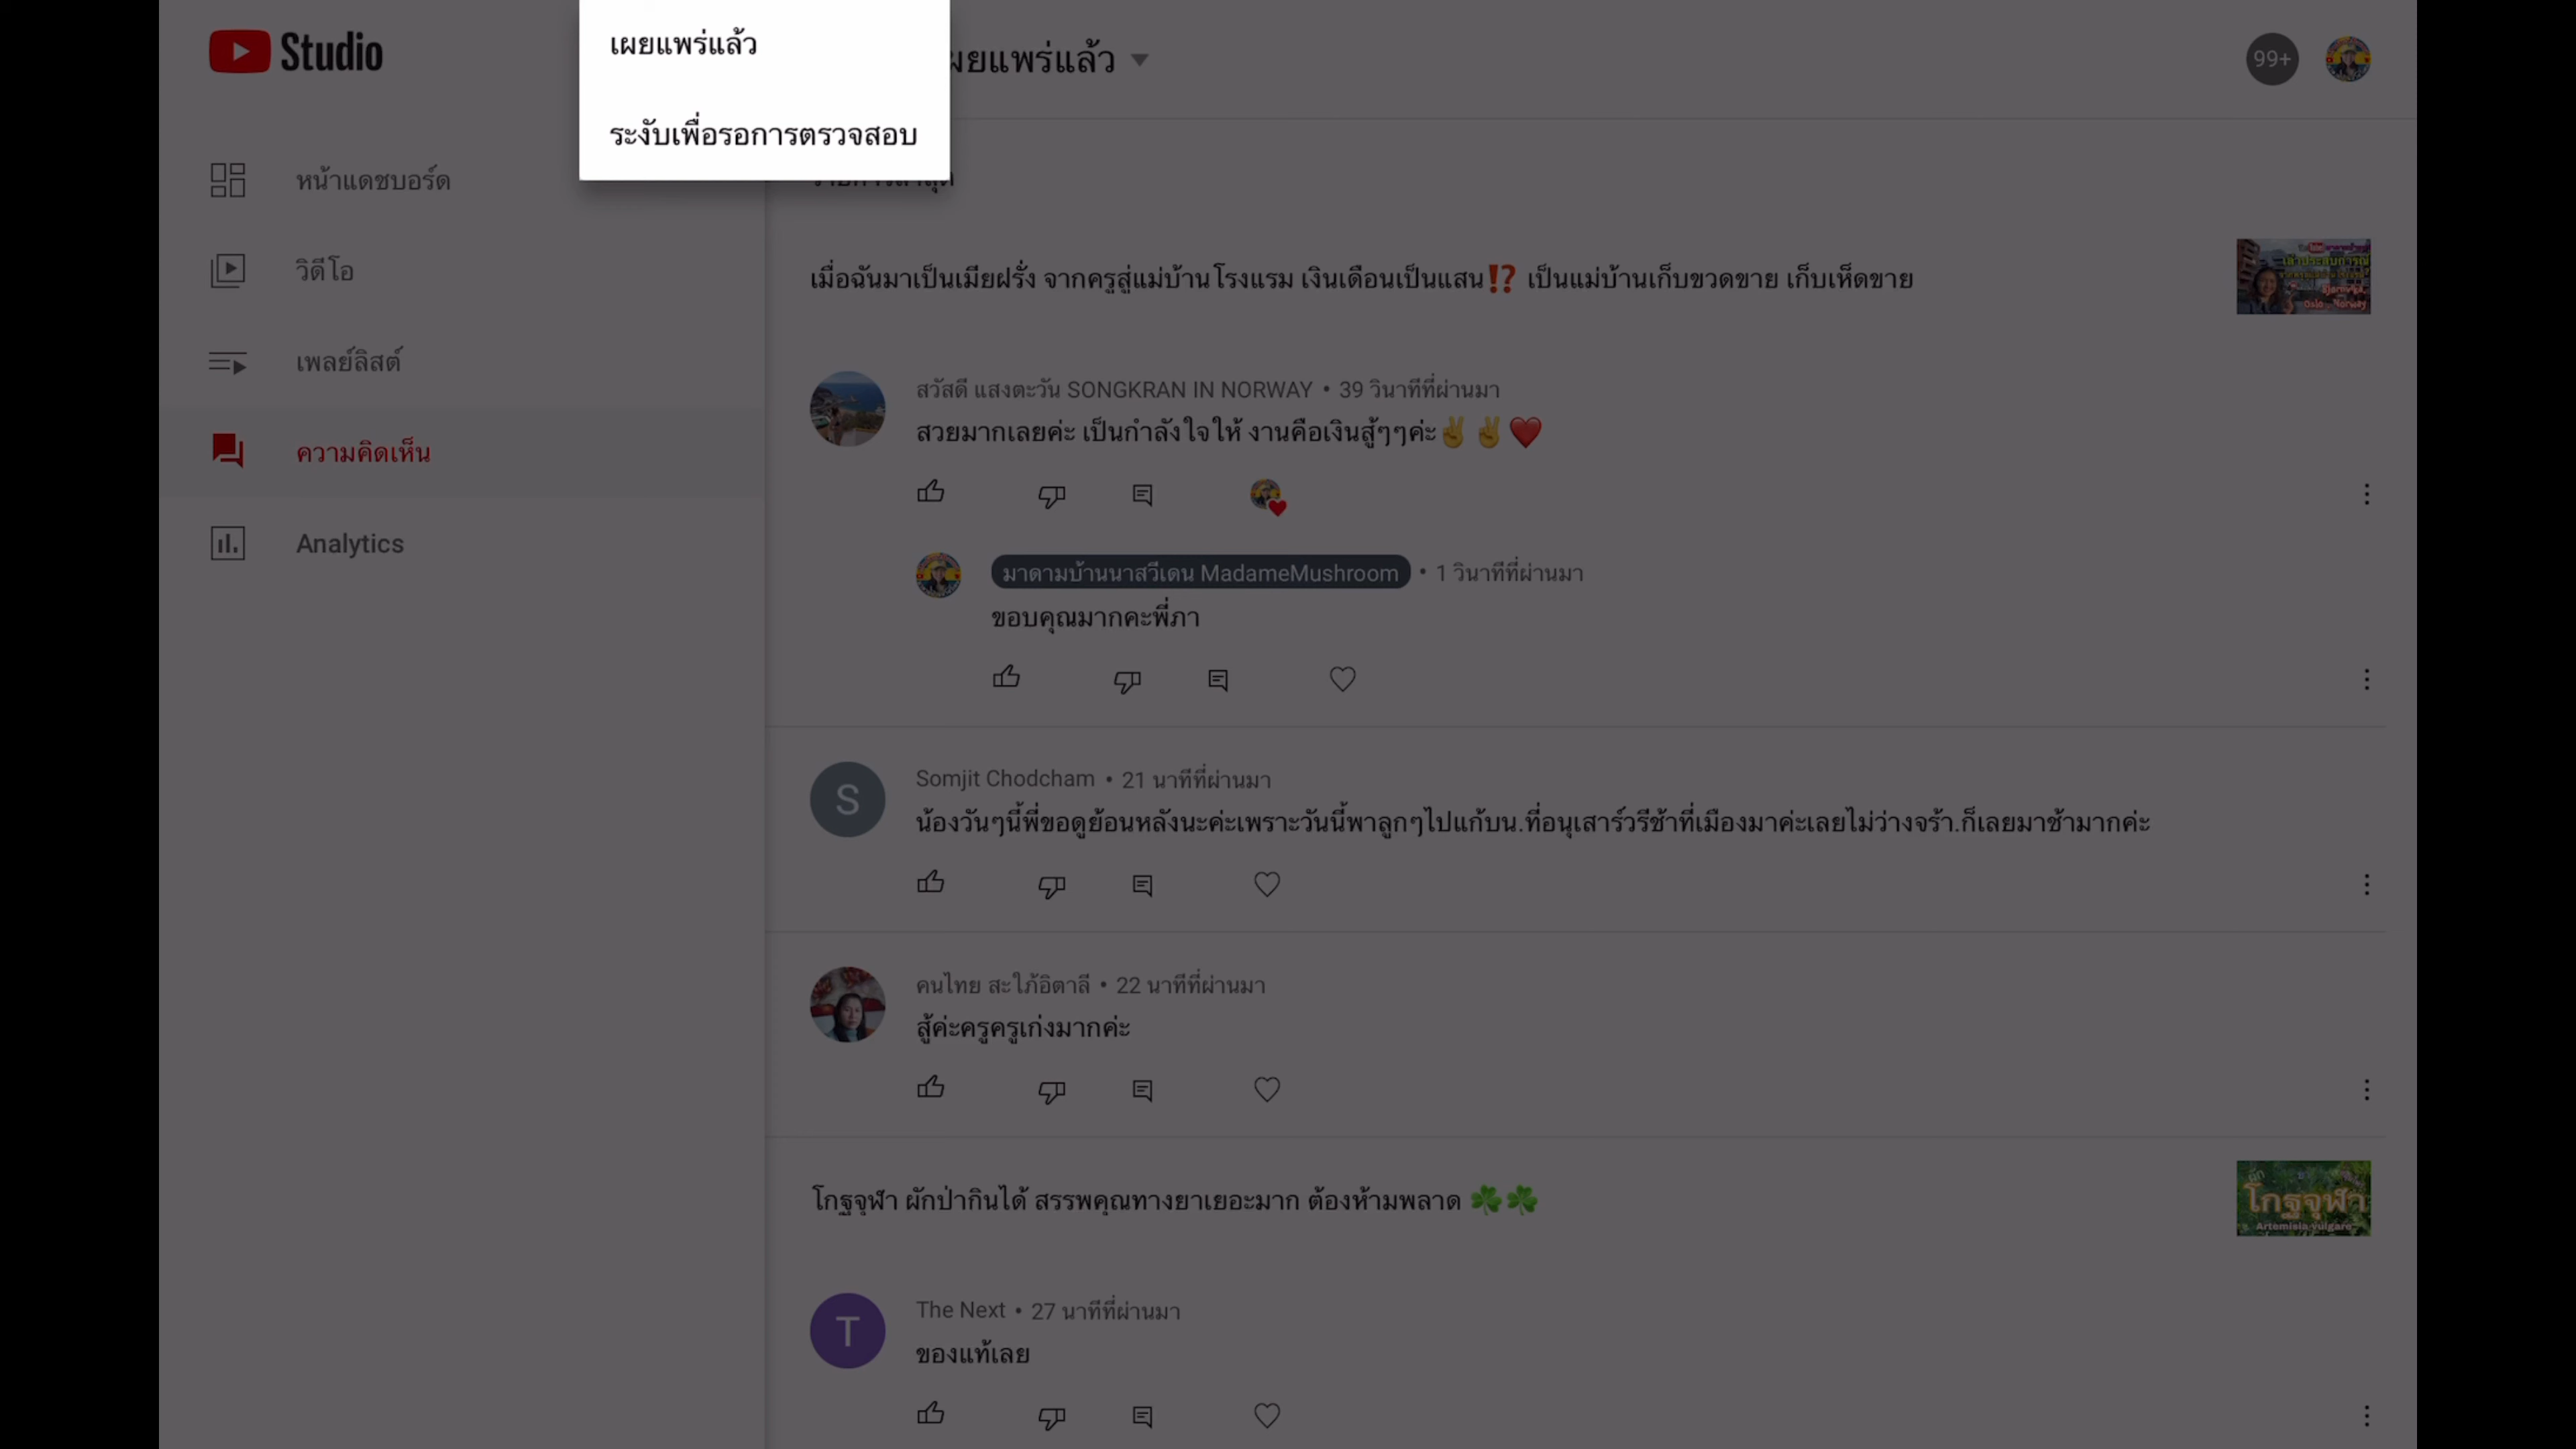 Studio
เผยแพร่แล้ว
ระงับเพื่อรอการตรวจสอบ
ผยแพร่แล้ว
99+
หน้าแดชบอร์ด
วิดีโอ
เพลย์ลิสต์
ความคิดเห็น
Analytics
เมื่อฉันมาเป็นเมียฝรั่ง จากครูสู่แม่บ้านโรงแรม เงินเดือนเป็นแสน⁉️ เป็นแม่บ้านเก็บขวดขาย เก็บเห็ดขาย
สวัสดี แสงตะวัน SONGKRAN IN NORWAY • 39 วินาทีที่ผ่านมา
สวยมากเลยค่ะ เป็นกำลังใจให้ งานคือเงินสู้ๆๆค่ะ✌️✌️❤️
มาดามบ้านนาสวีเดน MadameMushroom • 1 วินาทีที่ผ่านมา
ขอบคุณมากคะพี่ภา
S
Somjit Chodcham • 21 นาทีที่ผ่านมา
น้องวันๆนี้พี่ขอดูย้อนหลังนะค่ะเพราะวันนี้พาลูกๆไปแก้บน.ที่อนุเสาร์วรีช้าที่เมืองมาค่ะเลยไม่ว่างจร้า.ก็เลยมาช้ามากค่ะ
คนไทย สะใภ้อิตาลี • 22 นาทีที่ผ่านมา
สู้ค่ะครูครูเก่งมากค่ะ
โกฐจุฬา ผักป่ากินได้ สรรพคุณทางยาเยอะมาก ต้องห้ามพลาด ☘️☘️
โกฐจุฬา
Artemisia vulgare
T
The Next • 27 นาทีที่ผ่านมา
ของแท้เลย